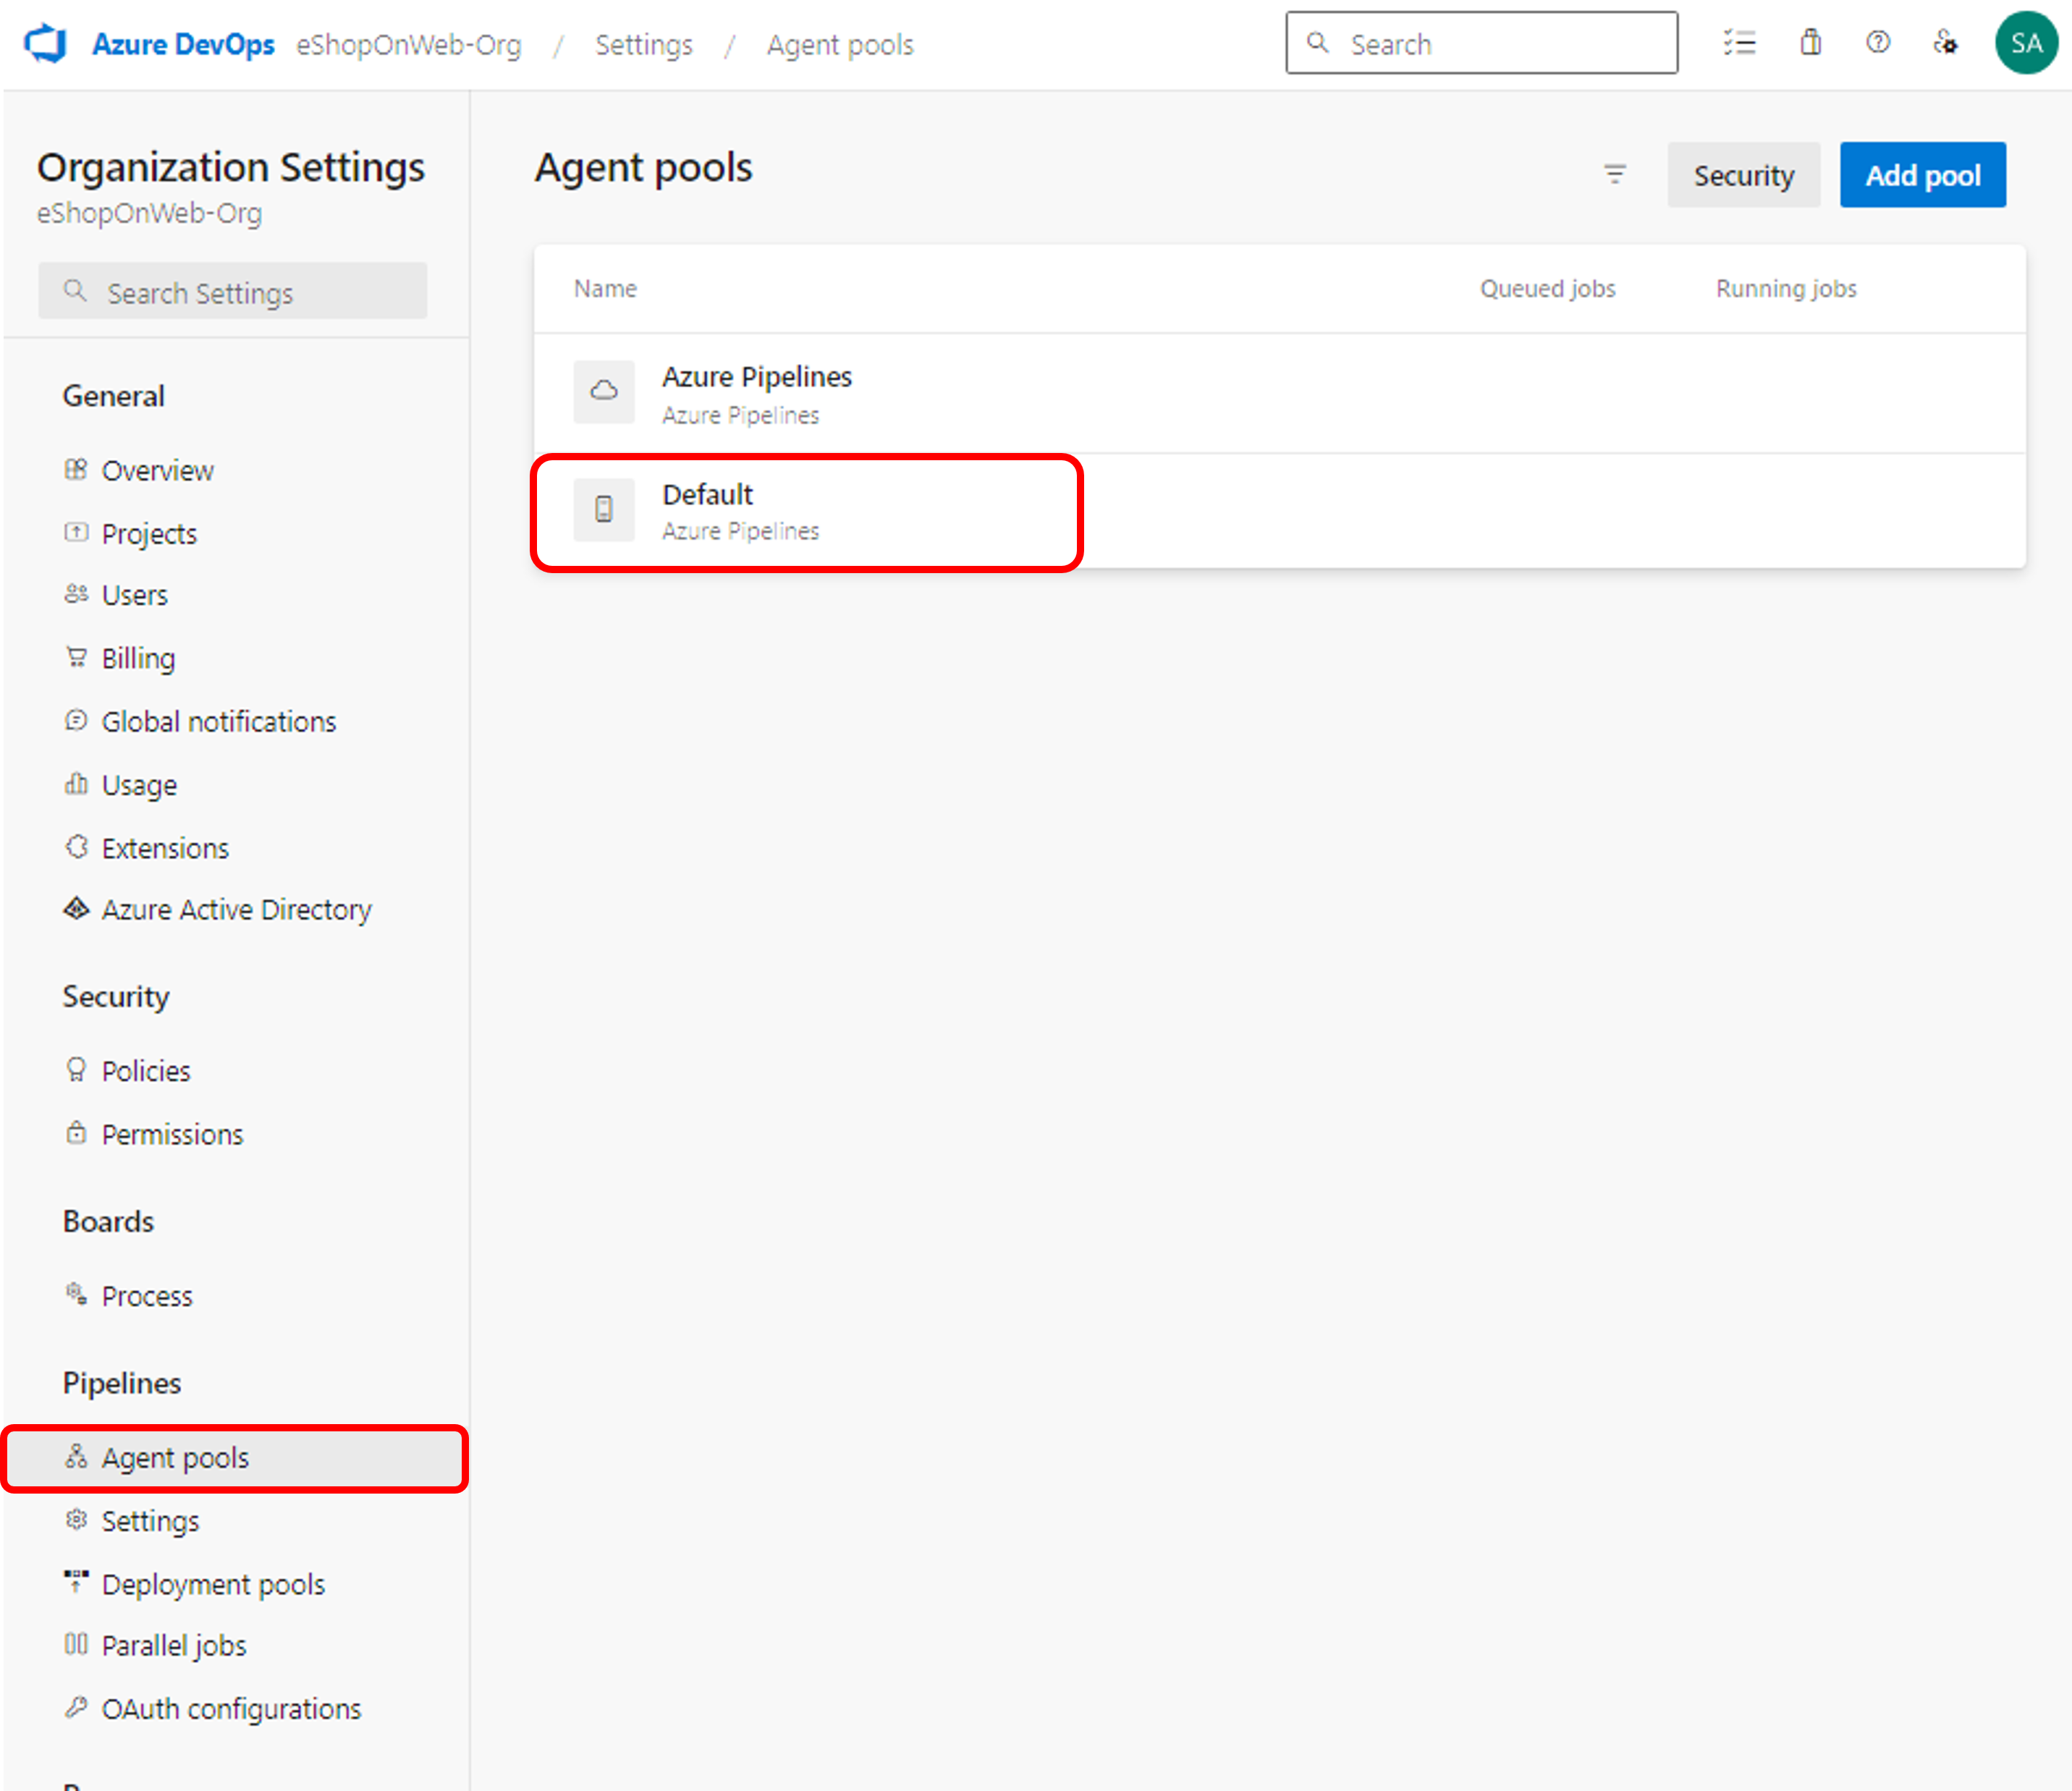 Azure DevOps eShopOnWeb-Org / Settings / Agent pools Search SA
Organization Settings
eShopOnWeb-Org
Search Settings
General
Overview
Projects
Users
Billing
Global notifications
Usage
Extensions
Azure Active Directory
Security
Policies
Permissions
Boards
Process
Pipelines
Agent pools
Settings
Deployment pools
Parallel jobs
OAuth configurations
Agent pools Security Add pool
Name Queued jobs Running jobs
Azure Pipelines
Azure Pipelines
Default
Azure Pipelines